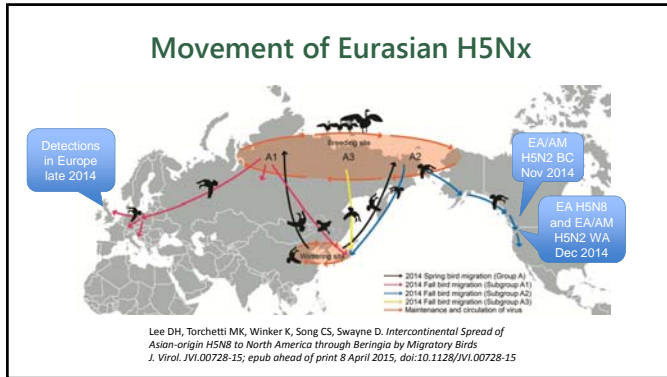 Movement of Eurasian H5Nx
Detections
in Europe
late 2014
Breeding site
A1
A3
A2
Wintering site
EA/AM
H5N2 BC
Nov 2014
EA H5N8
and EA/AM
H5N2 WA
Dec 2014
2014 Spring bird migration (Group A)
2014 Fall bird migration (Subgroup A1)
2014 Fall bird migration (Subgroup A2)
2014 Fall bird migration (Subgroup A3)
Maintenance and circulation of virus
Lee DH, Torchetti MK, Winker K, Song CS, Swayne D. Intercontinental Spread of
Asian-origin H5N8 to North America through Beringia by Migratory Birds
J. Virol. JVI.00728-15; epub ahead of print 8 April 2015, doi:10.1128/JVI.00728-15